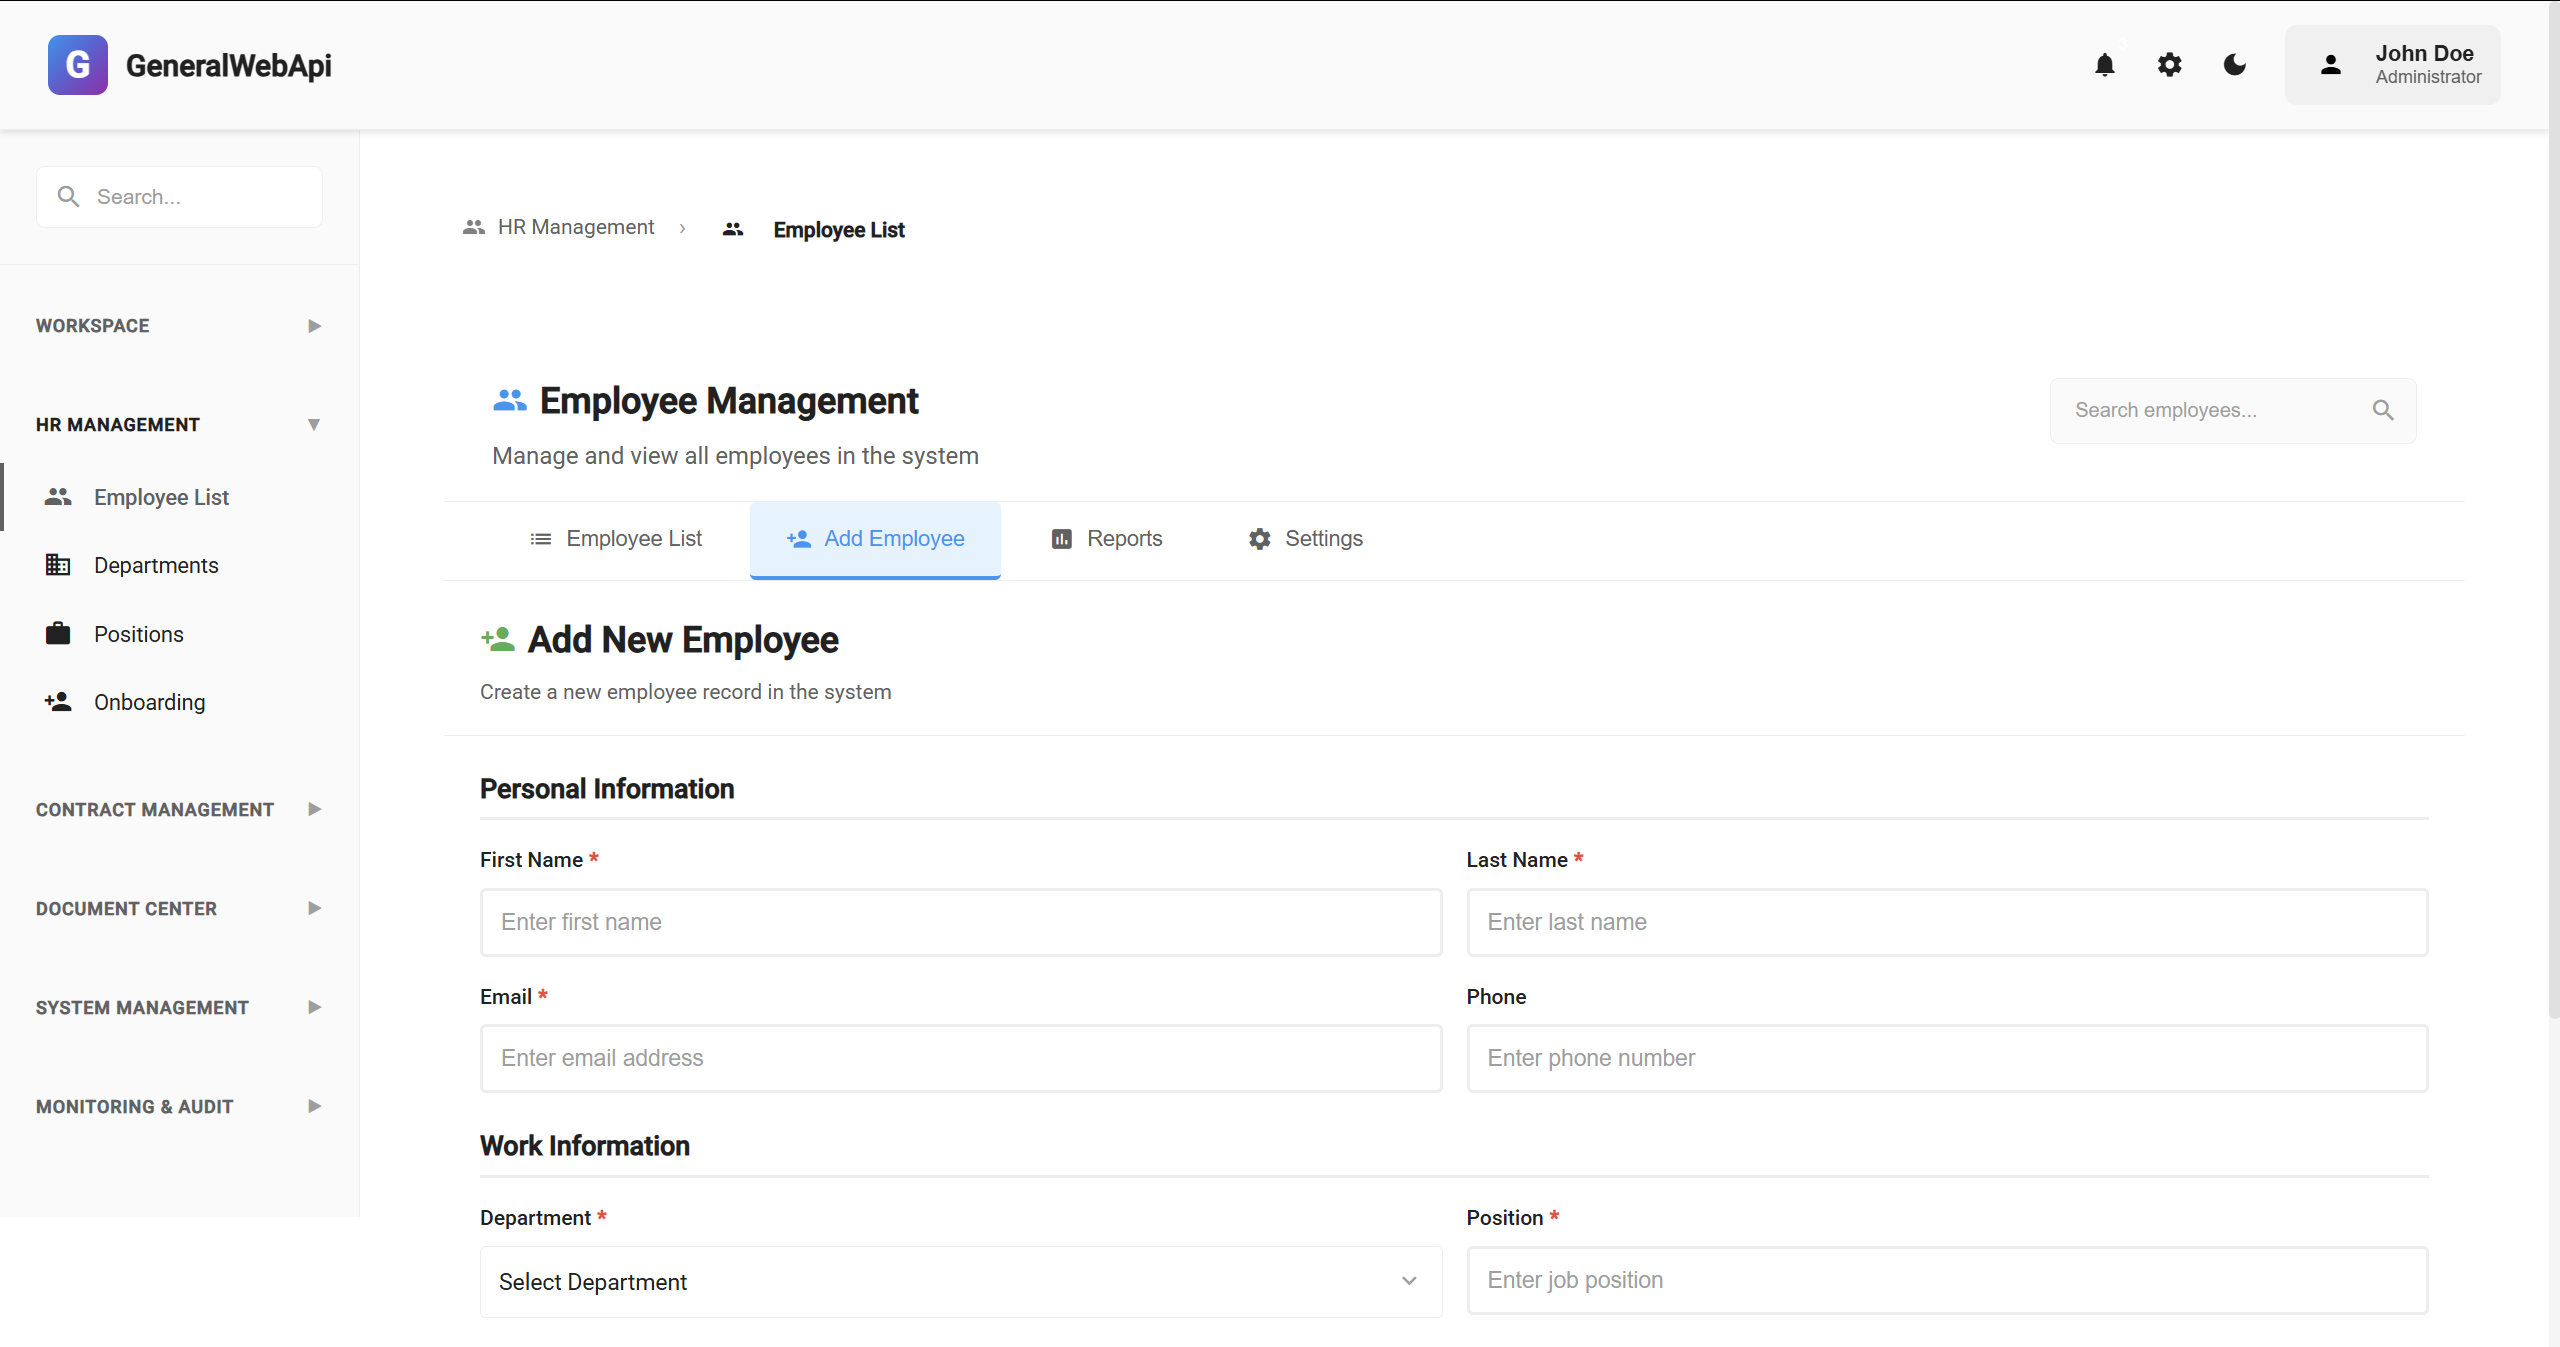 G GeneralWebApi
John Doe
Administrator
Search...
HR Management › Employee List
WORKSPACE
HR MANAGEMENT
Employee List
Departments
Positions
Onboarding
CONTRACT MANAGEMENT
DOCUMENT CENTER
SYSTEM MANAGEMENT
MONITORING & AUDIT
Employee Management
Manage and view all employees in the system
Search employees...
Employee List Add Employee Reports Settings
Add New Employee
Create a new employee record in the system
Personal Information
First Name * Last Name *
Enter first name Enter last name
Email * Phone
Enter email address Enter phone number
Work Information
Department * Position *
Select Department Enter job position